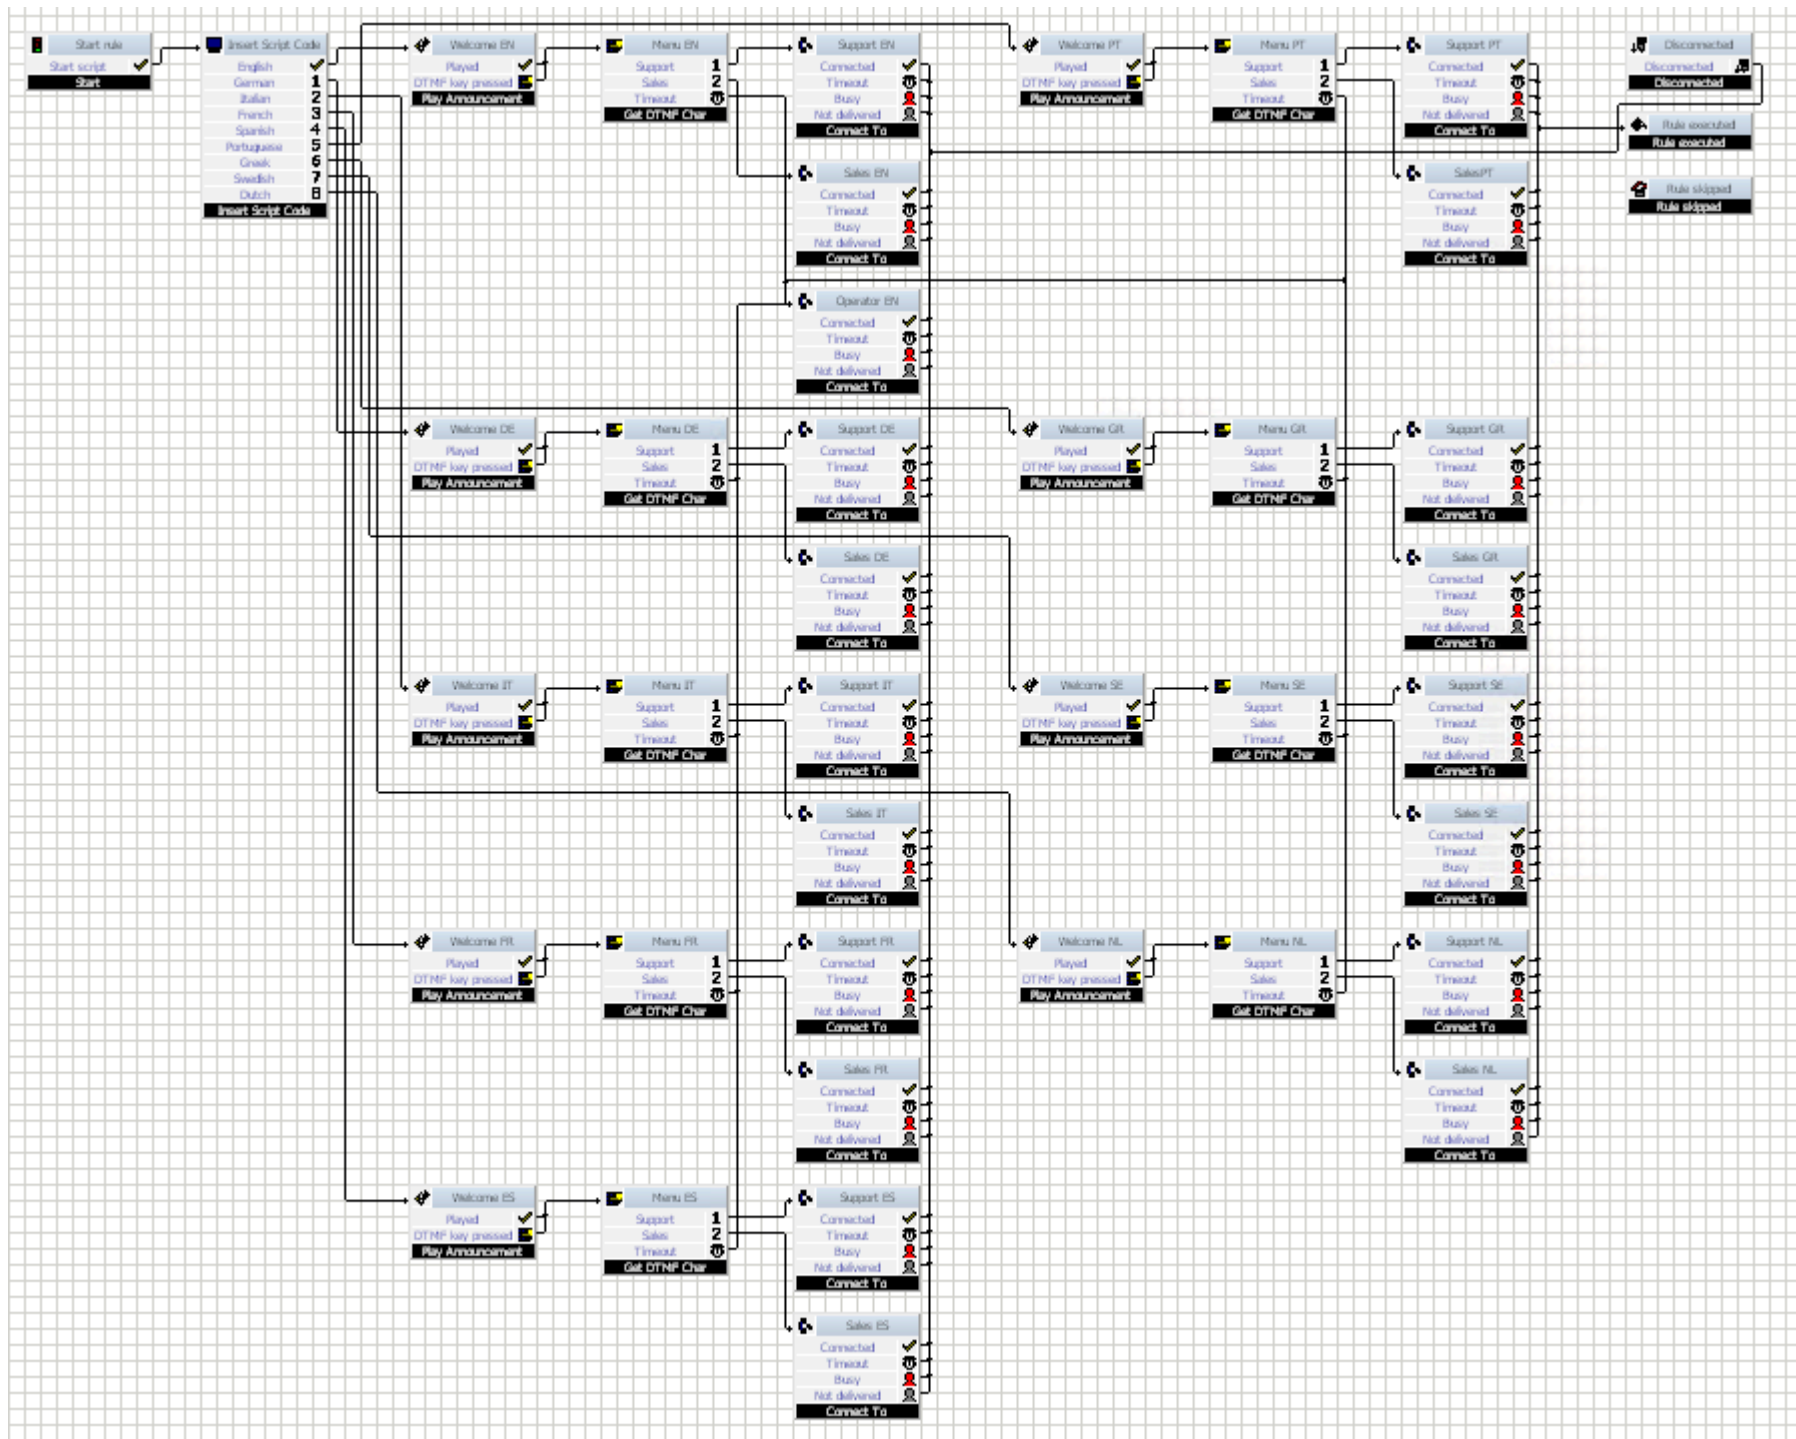 Start rule
Start script
Start
Insert Script Code
English
German 1
Italian 2
French 3
Spanish 4
Portuguese 5
Greek 6
Swedish 7
Dutch 8
Insert Script Code
Welcome EN
Played
DTMF key pressed
Play Announcement
Menu EN
Support 1
Sales 2
Timeout
Get DTMF Char
Support EN
Connected
Timeout
Busy
Not delivered
Connect To
Sales EN
Connected
Timeout
Busy
Not delivered
Connect To
Operator EN
Connected
Timeout
Busy
Not delivered
Connect To
Welcome PT
Played
DTMF key pressed
Play Announcement
Menu PT
Support 1
Sales 2
Timeout
Get DTMF Char
Support PT
Connected
Timeout
Busy
Not delivered
Connect To
SalesPT
Connected
Timeout
Busy
Not delivered
Connect To
Disconnected
Disconnected
Disconnected
Rule executed
Rule executed
Rule skipped
Rule skipped
Welcome DE
Played
DTMF key pressed
Play Announcement
Menu DE
Support 1
Sales 2
Timeout
Get DTMF Char
Support DE
Connected
Timeout
Busy
Not delivered
Connect To
Sales DE
Connected
Timeout
Busy
Not delivered
Connect To
Welcome GR
Played
DTMF key pressed
Play Announcement
Menu GR
Support 1
Sales 2
Timeout
Get DTMF Char
Support GR
Connected
Timeout
Busy
Not delivered
Connect To
Sales GR
Connected
Timeout
Busy
Not delivered
Connect To
Welcome IT
Played
DTMF key pressed
Play Announcement
Menu IT
Support 1
Sales 2
Timeout
Get DTMF Char
Support IT
Connected
Timeout
Busy
Not delivered
Connect To
Sales IT
Connected
Timeout
Busy
Not delivered
Connect To
Welcome SE
Played
DTMF key pressed
Play Announcement
Menu SE
Support 1
Sales 2
Timeout
Get DTMF Char
Support SE
Connected
Timeout
Busy
Not delivered
Connect To
Sales SE
Connected
Timeout
Busy
Not delivered
Connect To
Welcome FR
Played
DTMF key pressed
Play Announcement
Menu FR
Support 1
Sales 2
Timeout
Get DTMF Char
Support FR
Connected
Timeout
Busy
Not delivered
Connect To
Sales FR
Connected
Timeout
Busy
Not delivered
Connect To
Welcome NL
Played
DTMF key pressed
Play Announcement
Menu NL
Support 1
Sales 2
Timeout
Get DTMF Char
Support NL
Connected
Timeout
Busy
Not delivered
Connect To
Sales NL
Connected
Timeout
Busy
Not delivered
Connect To
Welcome ES
Played
DTMF key pressed
Play Announcement
Menu ES
Support 1
Sales 2
Timeout
Get DTMF Char
Support ES
Connected
Timeout
Busy
Not delivered
Connect To
Sales ES
Connected
Timeout
Busy
Not delivered
Connect To